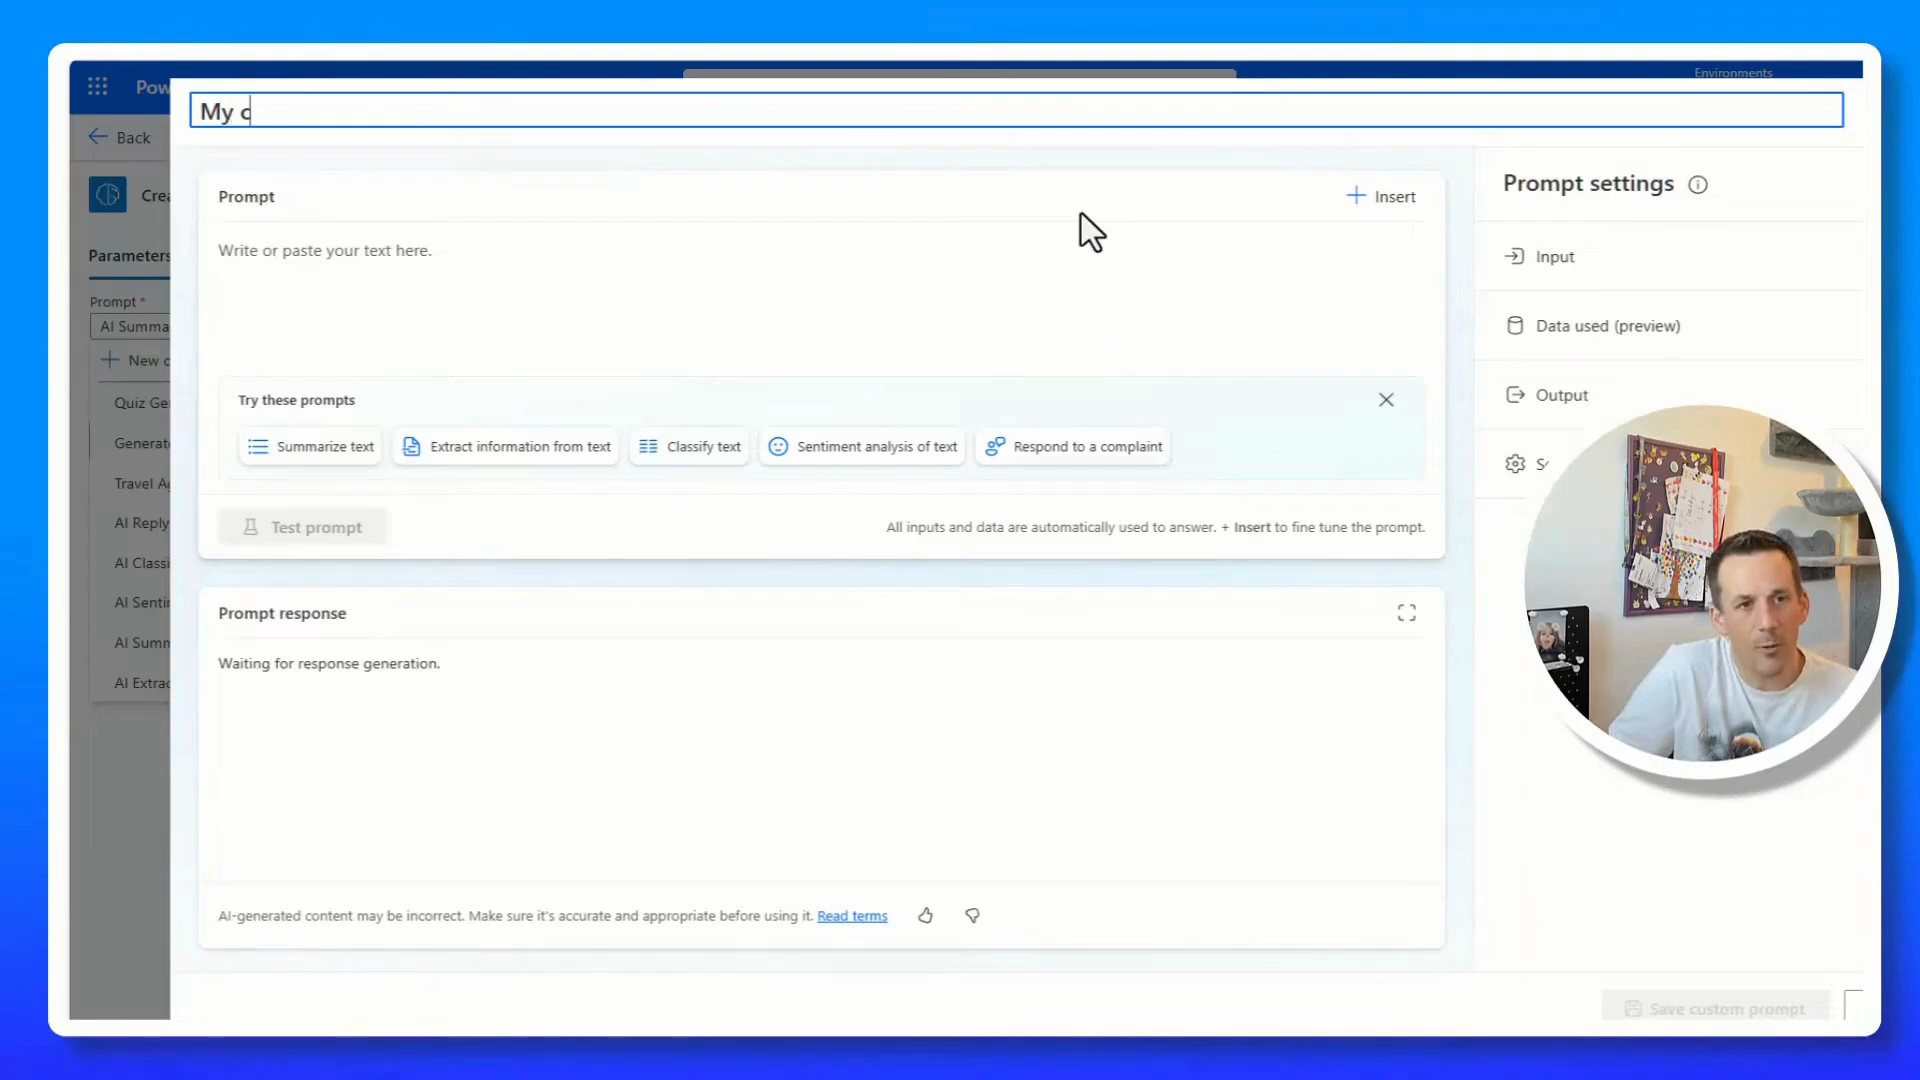 Environments
Pow
My c
Back
Crea
Parameters
Prompt *
AI Summa
New c
Quiz Ge
Generat
Travel A
AI Reply
AI Classi
AI Senti
AI Summ
AI Extrac
Prompt
Insert
Write or paste your text here.
Try these prompts
Summarize text
Extract information from text
Classify text
Sentiment analysis of text
Respond to a complaint
Test prompt
All inputs and data are automatically used to answer. + Insert to fine tune the prompt.
Prompt response
Waiting for response generation.
AI-generated content may be incorrect. Make sure it's accurate and appropriate before using it. Read terms
Prompt settings
Input
Data used (preview)
Output
Save custom prompt